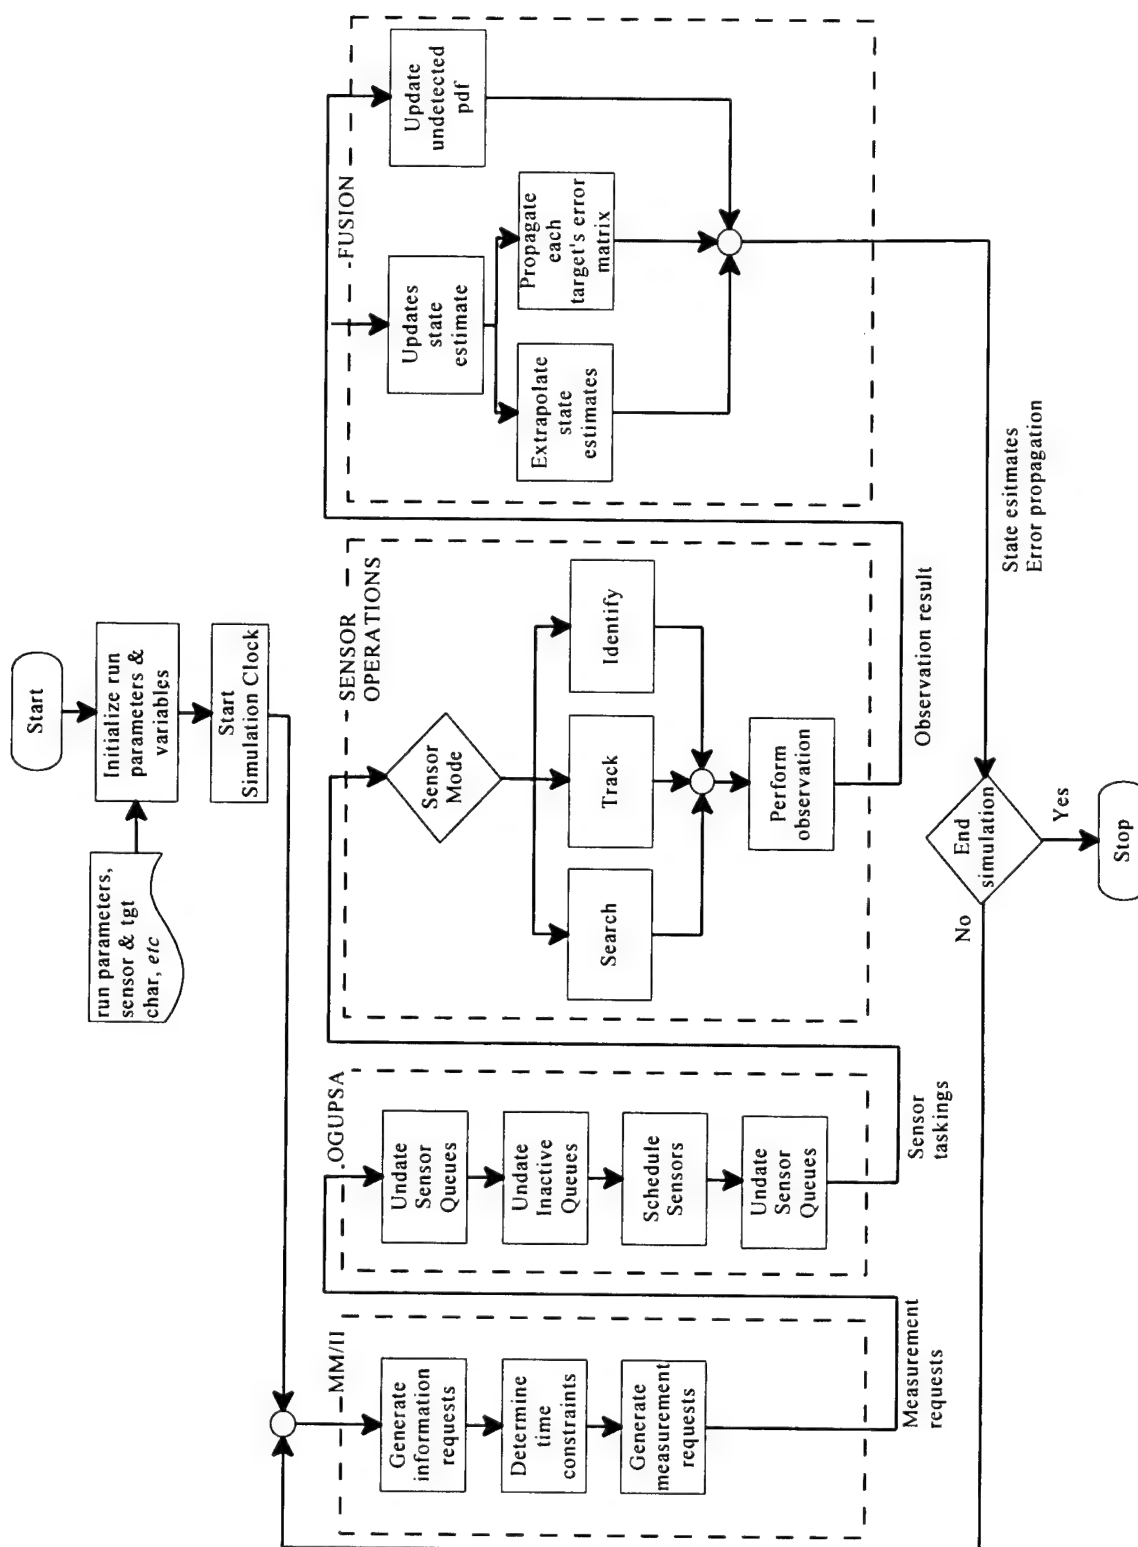 Start
Initialize run
parameters &
variables
run parameters,
sensor & tgt
char, etc
Start
Simulation Clock
MM/II
Generate
information
requests
Determine
time
constraints
Generate
measurement
requests
Measurement
requests
OGUPSA
Undate
Sensor
Queues
Undate
Inactive
Queues
Schedule
Sensors
Undate
Sensor
Queues
Sensor
taskings
SENSOR
OPERATIONS
Sensor
Mode
Search
Track
Identify
Perform
observation
Observation result
FUSION
Updates
state
estimate
Update
undetected
pdf
Extrapolate
state
estimates
Propagate
each
target's error
matrix
State esitmates
Error propagation
End
simulation
No
Yes
Stop